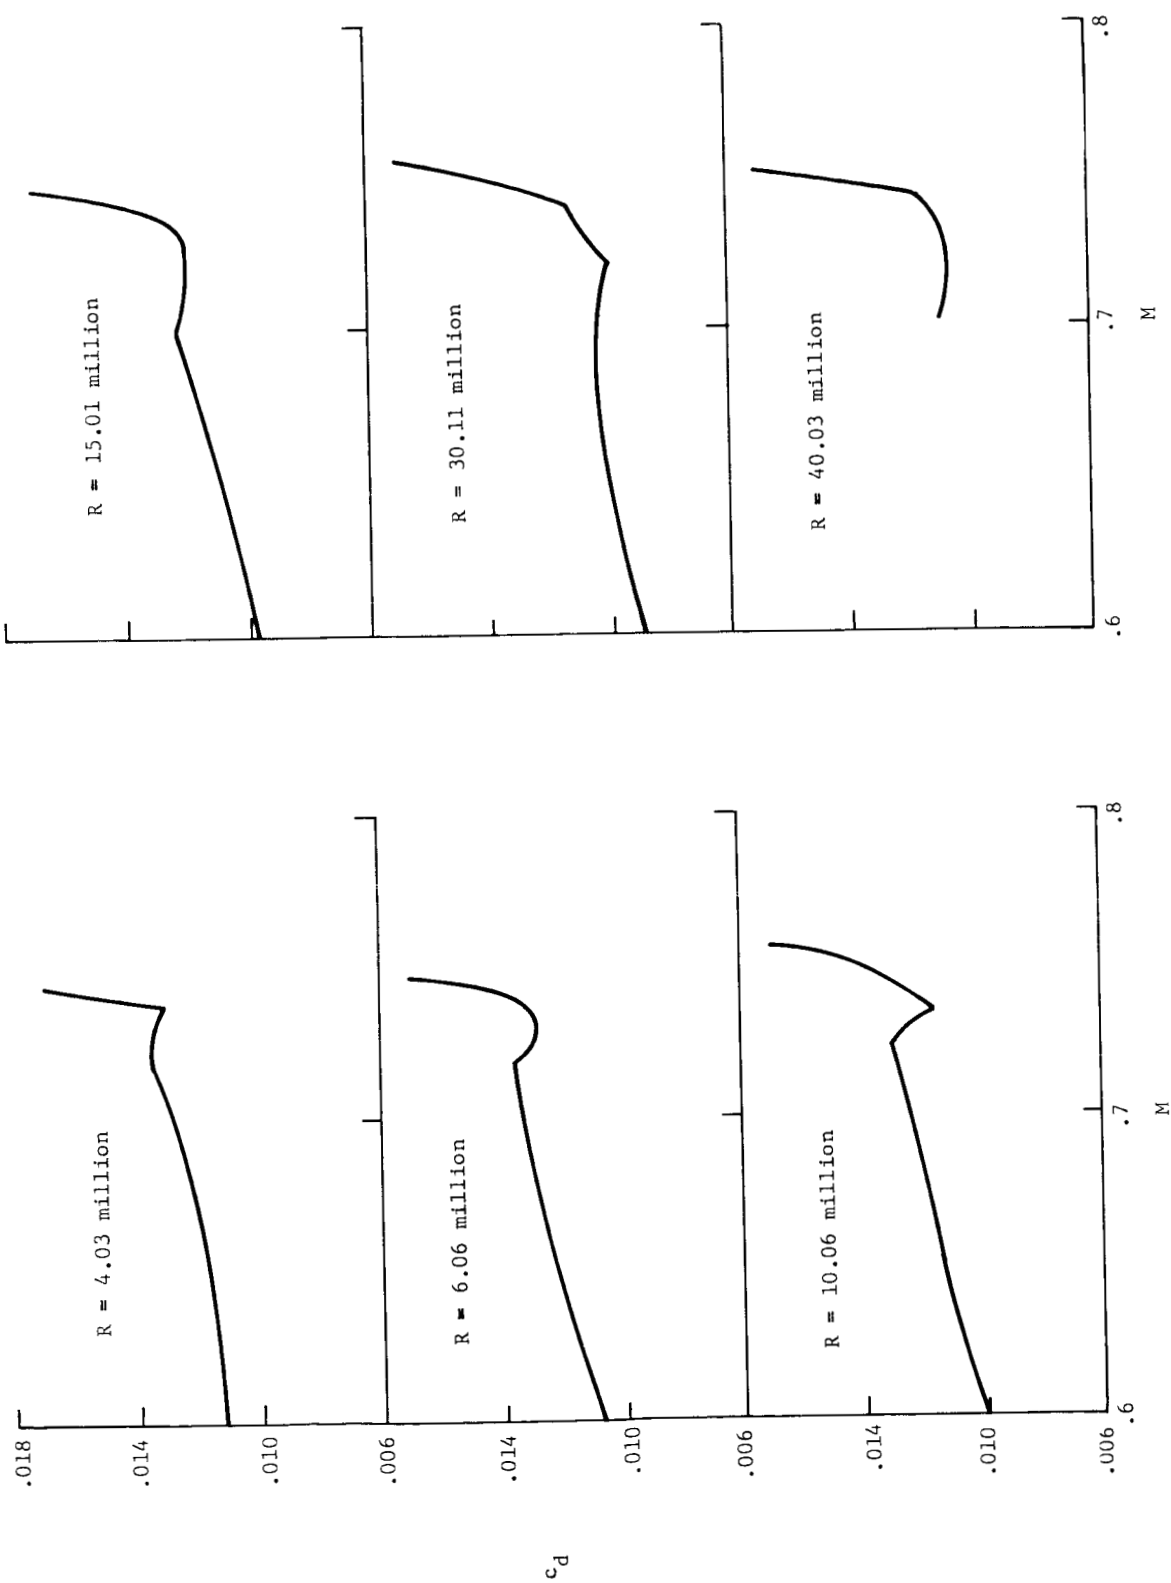 R = 4.03 million
R = 6.06 million
R = 10.06 million
R = 15.01 million
R = 30.11 million
R = 40.03 million
.018
.014
.010
.006
.014
.010
.006
.014
.010
.006
c_d
.6
.7
.8
M
.6
.7
.8
M